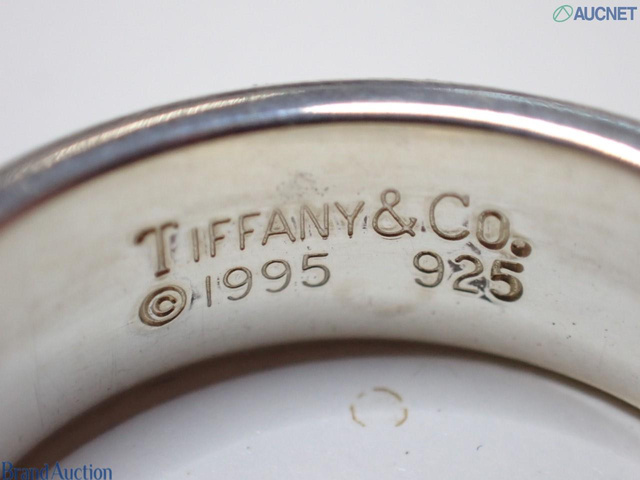 AUCNET
TIFFANY & CO.
© 1995 925
Brand Auction